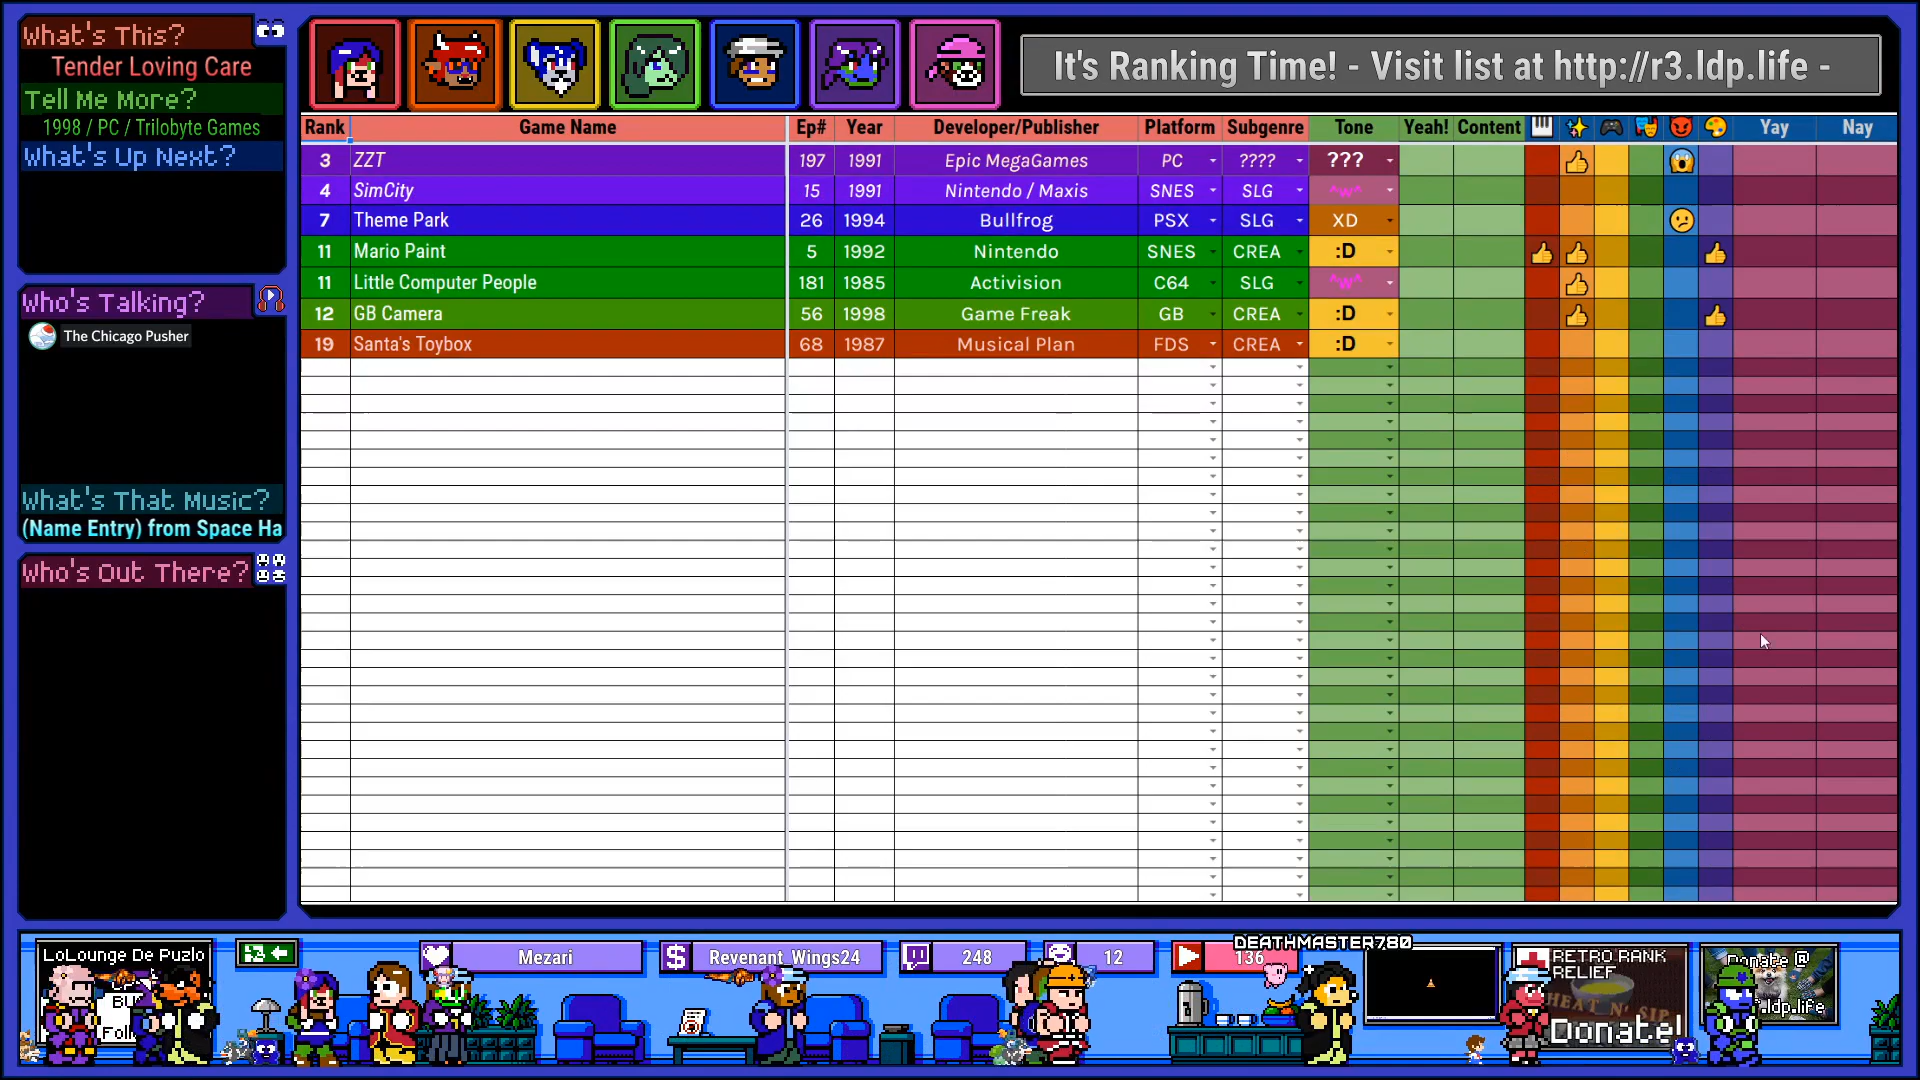 What's This?
Tender Loving Care
Tell Me More?
1998 / PC / Trilobyte Games
What's Up Next?
Who's Talking?
The Chicago Pusher
What's That Music?
(Name Entry) from Space Ha
Who's Out There?
It's Ranking Time! - Visit list at http://r3.ldp.life -
Rank Game Name Ep# Year Developer/Publisher Platform Subgenre Tone Yeah! Content Yay Nay
3 ZZT 197 1991 Epic MegaGames PC ???? ???
4 SimCity 15 1991 Nintendo / Maxis SNES SLG ^w^
7 Theme Park 26 1994 Bullfrog PSX SLG XD
11 Mario Paint 5 1992 Nintendo SNES CREA :D
11 Little Computer People 181 1985 Activision C64 SLG ^w^
12 GB Camera 56 1998 Game Freak GB CREA :D
19 Santa's Toybox 68 1987 Musical Plan FDS CREA :D
LoLounge De Puzlo
BU
Foll
Mezari
$ Revenant_Wings24
248
12
DEATHMASTER780
136
RETRO RANK
RELIEF
HEAT N' SIP
Donate!
Donate @
ldp.life